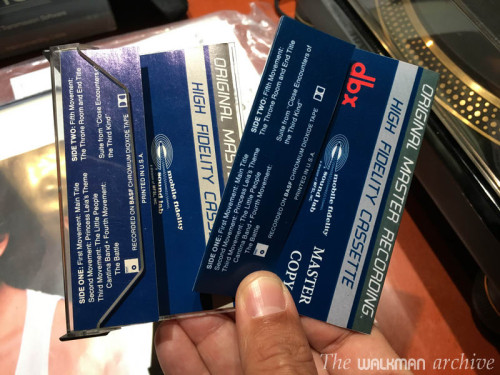 SIDE ONE: First Movement: Main Title
Second Movement: Princess Leia's Theme
Third Movement: The Little People
Cantina Band • Fourth Movement:
The Battle
SIDE TWO: Fifth Movement:
The Throne Room and End Title
Suite from "Close Encounters of
the Third Kind"
RECORDED ON BASF CHROMIUM DIOXIDE TAPE
PRINTED IN U.S.A.
mobile fidelity
HIGH FIDELITY CASSETTE
ORIGINAL MASTER
SIDE ONE: First Movement: Main Title
Second Movement: Princess Leia's Theme
Third Movement: The Little People
Cantina Band • Fourth Movement:
The Battle
SIDE TWO: Fifth Movement:
The Throne Room and End Title
Suite from "Close Encounters of
the Third Kind"
RECORDED ON BASF CHROMIUM DIOXIDE TAPE
PRINTED IN U.S.A.
dbx
mobile fidelity
sound lab
MASTER
COPY
HIGH FIDELITY CASSETTE
ORIGINAL MASTER RECORDING
The WALKMAN archive